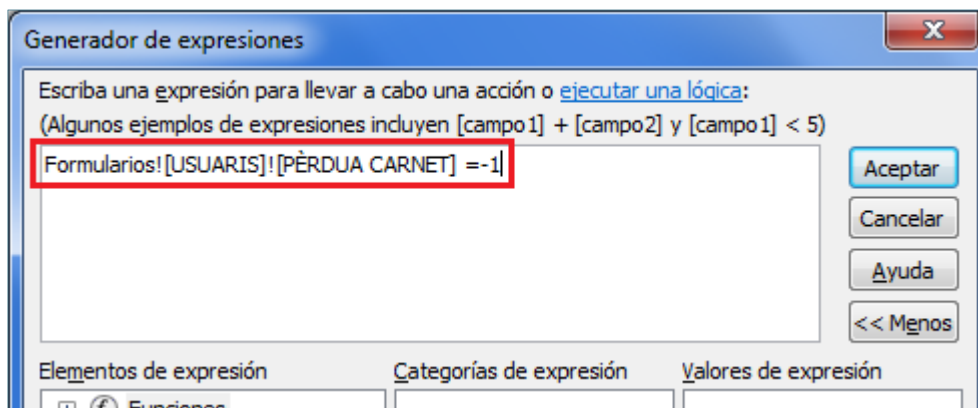 Generador de expresiones
Escriba una expresión para llevar a cabo una acción o ejecutar una lógica:
(Algunos ejemplos de expresiones incluyen [campo1] + [campo2] y [campo1] < 5)
Formularios![USUARIS]![PÈRDUA CARNET] =-1
Aceptar
Cancelar
Ayuda
<< Menos
Elementos de expresión Categorías de expresión Valores de expresión
Funciones